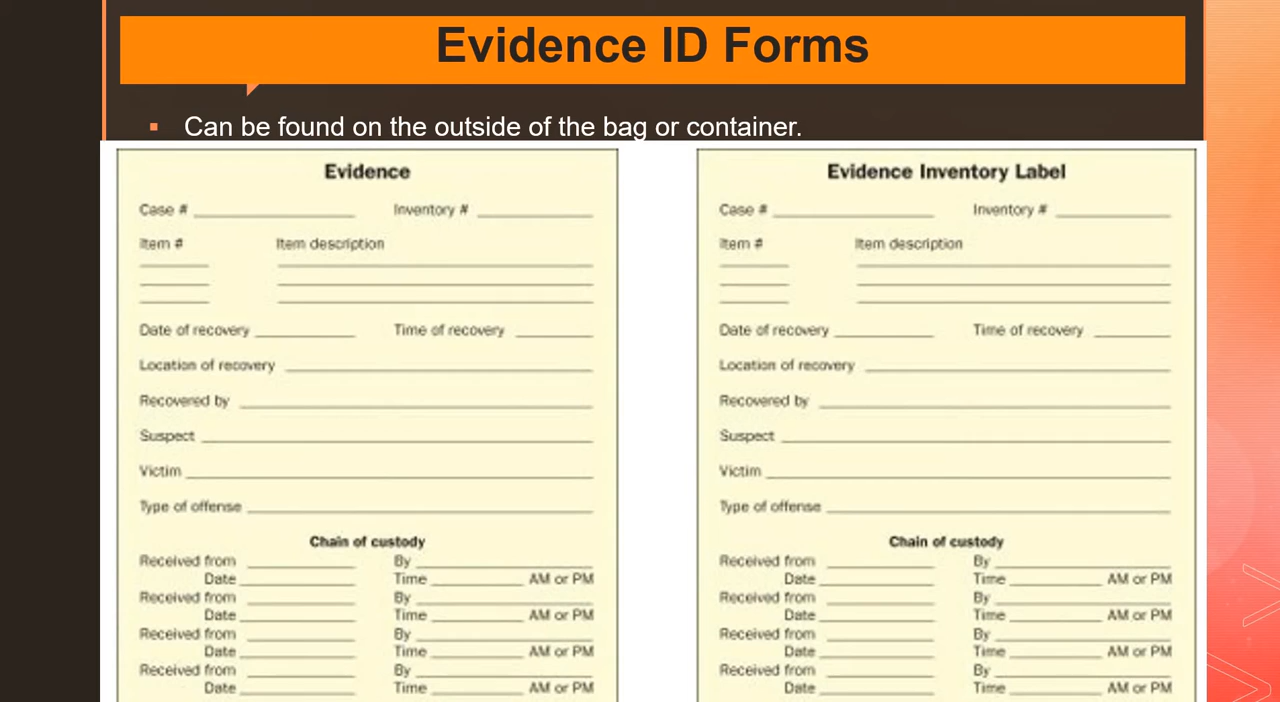 Evidence ID Forms
Can be found on the outside of the bag or container.
Evidence
Case # Inventory #
Item # Item description
Date of recovery Time of recovery
Location of recovery
Recovered by
Suspect
Victim
Type of offense
Chain of custody
Received from By
Date Time AM or PM
Received from By
Date Time AM or PM
Received from By
Date Time AM or PM
Received from By
Date Time AM or PM
Evidence Inventory Label
Case # Inventory #
Item # Item description
Date of recovery Time of recovery
Location of recovery
Recovered by
Suspect
Victim
Type of offense
Chain of custody
Received from By
Date Time AM or PM
Received from By
Date Time AM or PM
Received from By
Date Time AM or PM
Received from By
Date Time AM or PM